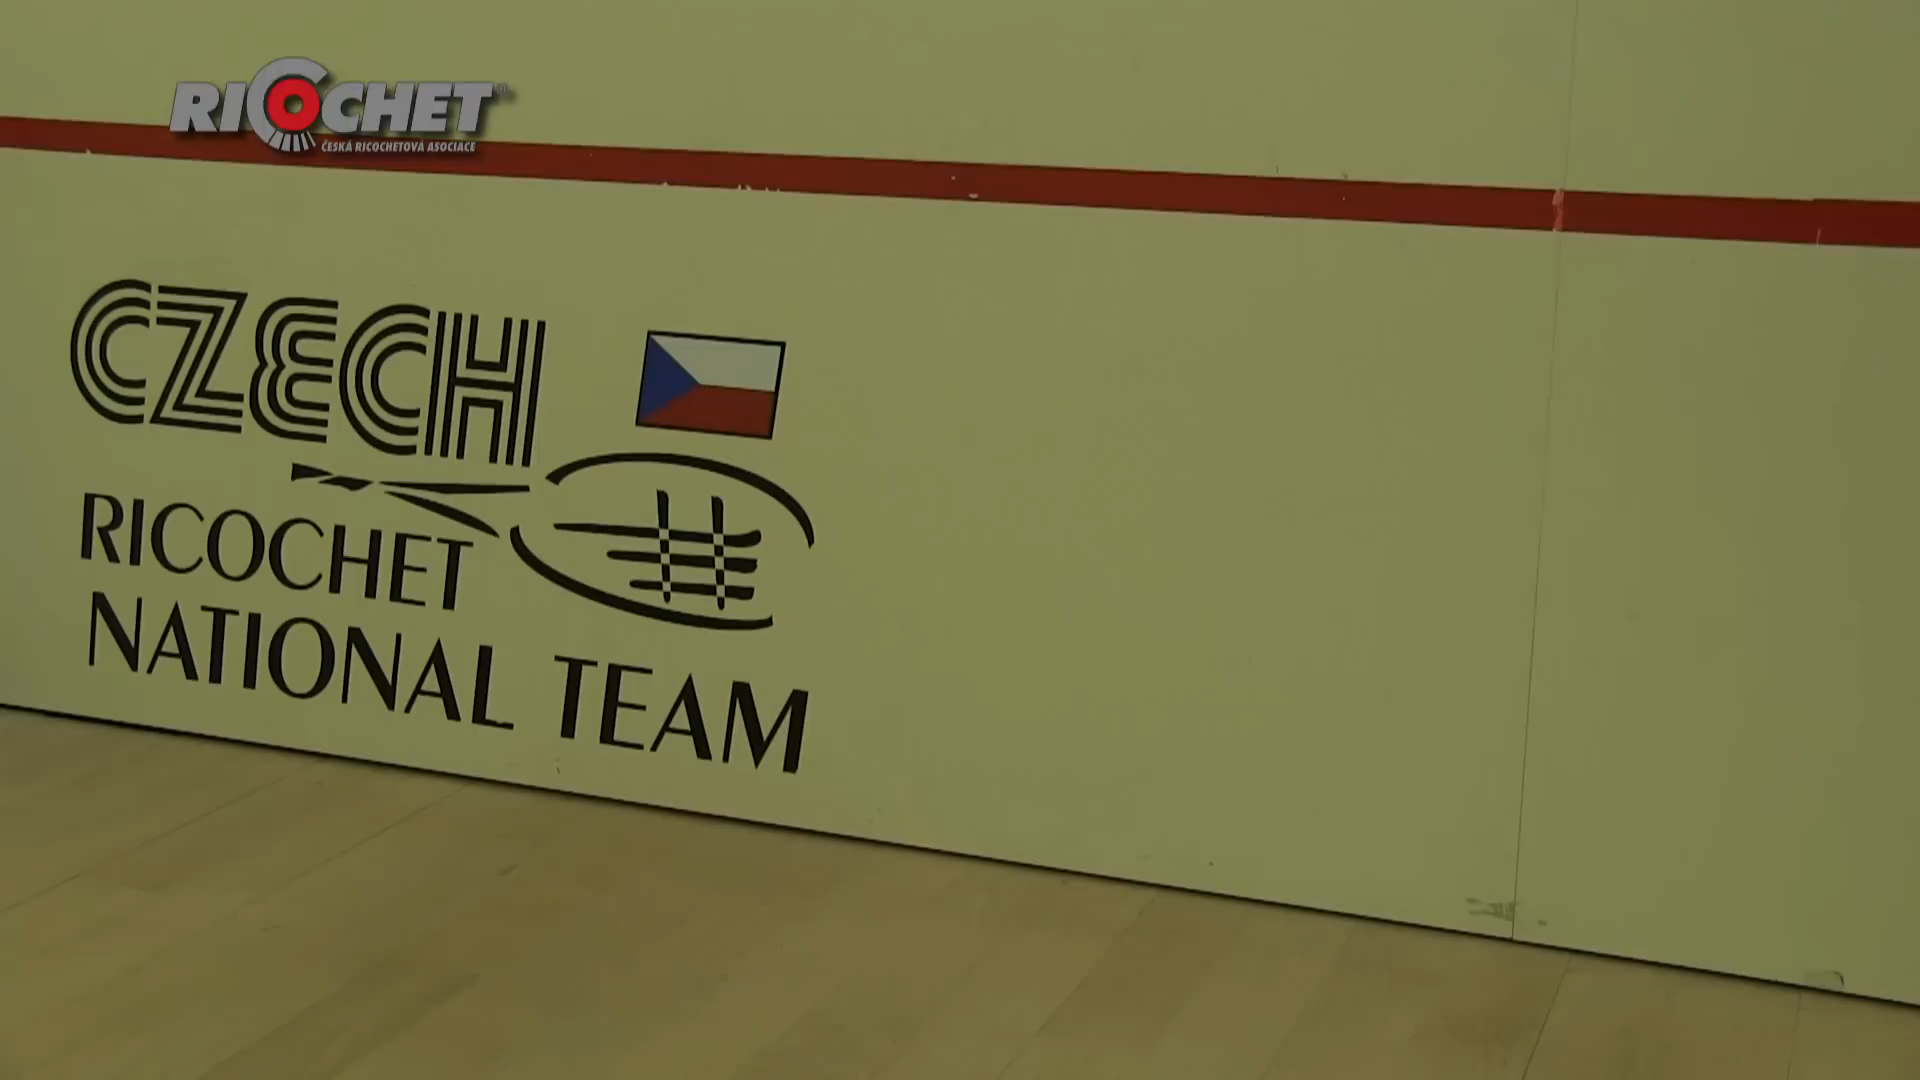 RICOCHET
ČESKÁ RICOCHETOVÁ ASOCIACE
CZECH
RICOCHET
NATIONAL TEAM